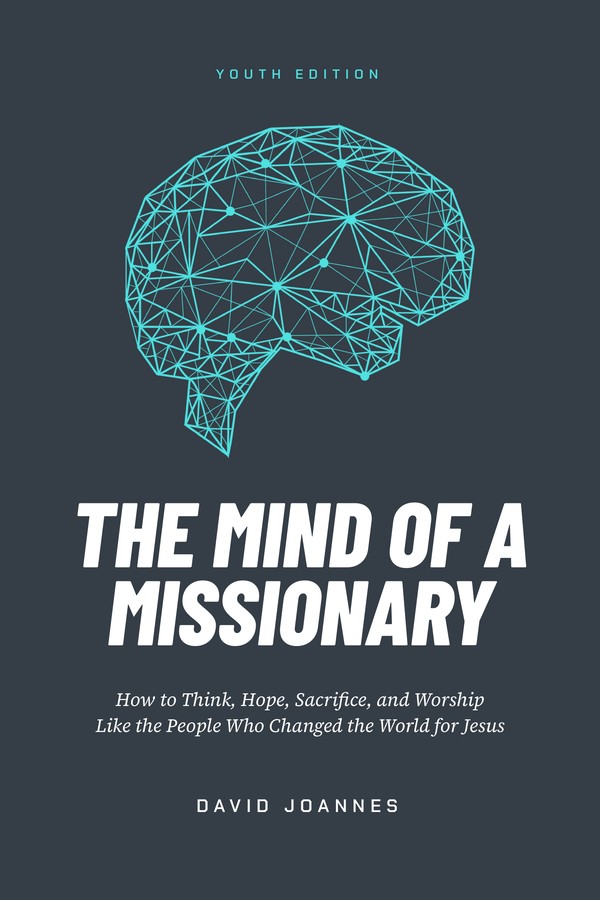 YOUTH EDITION
THE MIND OF A
MISSIONARY
How to Think, Hope, Sacrifice, and Worship
Like the People Who Changed the World for Jesus
DAVID JOANNES